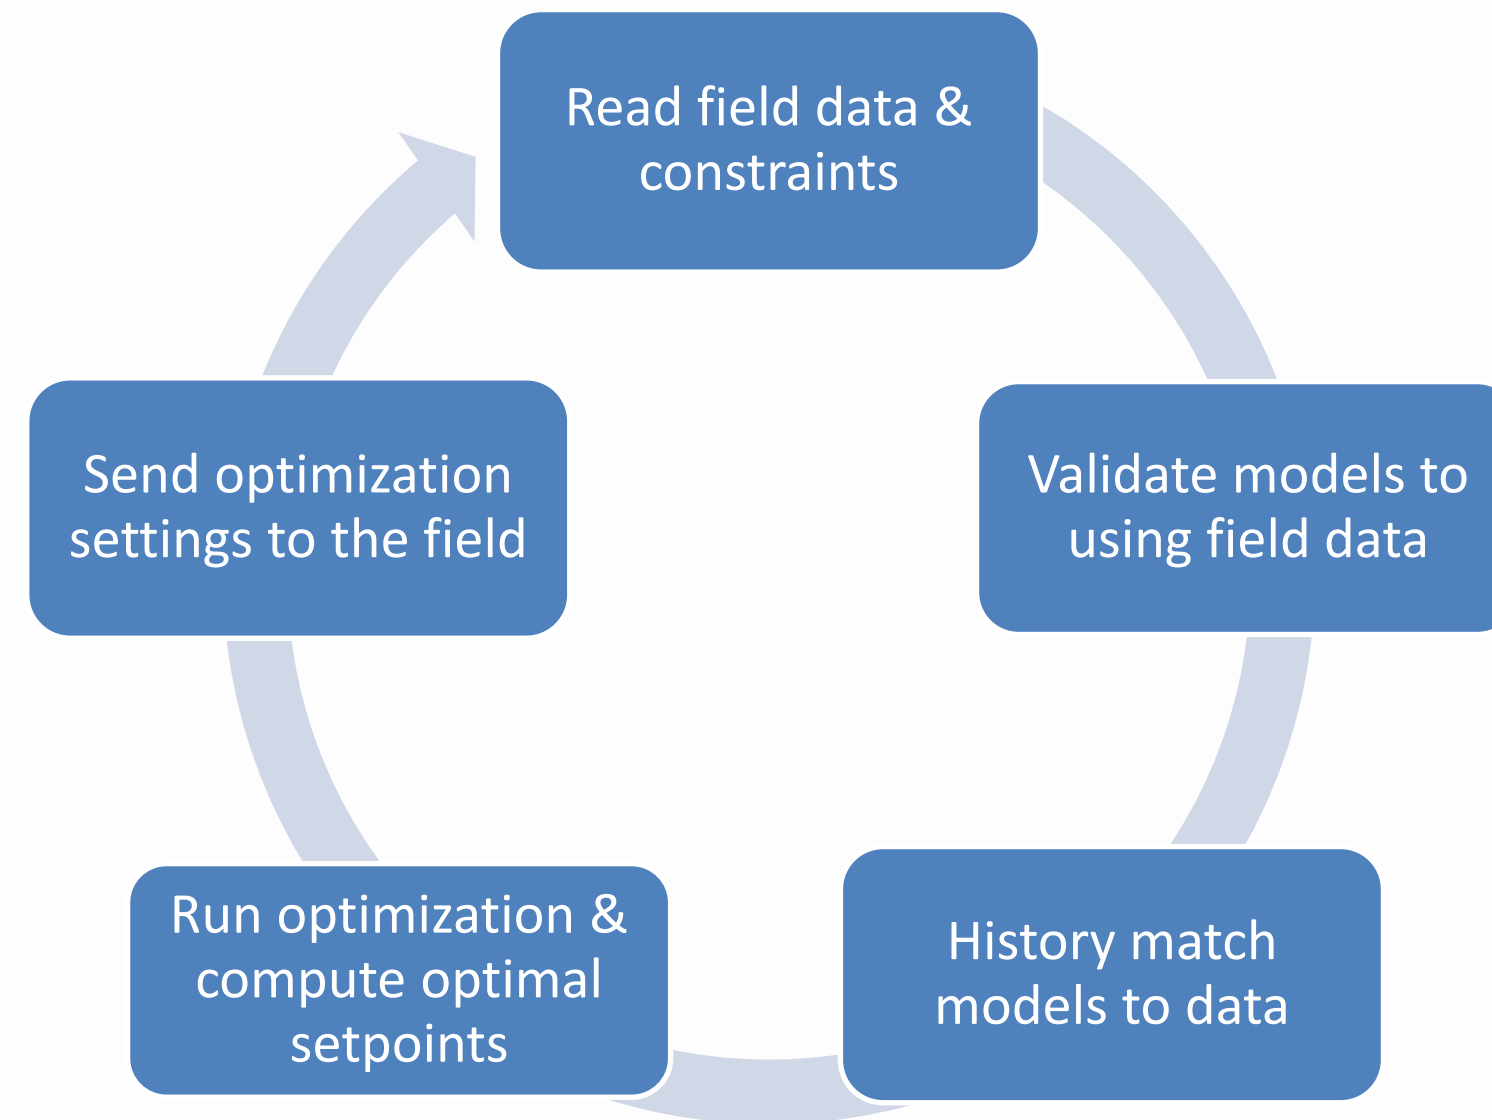 Read field data &
constraints
Validate models to
using field data
History match
models to data
Run optimization &
compute optimal
setpoints
Send optimization
settings to the field